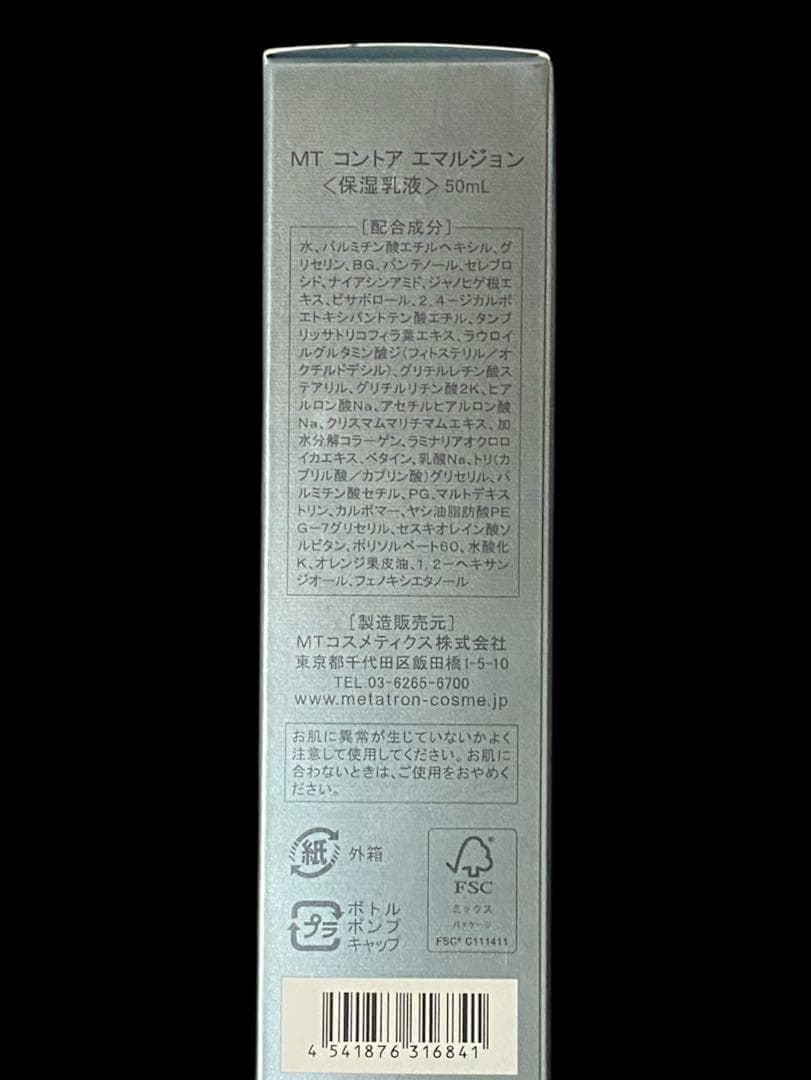 MT コントア エマルジョン
〈保湿乳液〉50mL
[配合成分]
水、パルミチン酸エチルヘキシル、グ
リセリン、BG、パンテノール、セレブロ
シド、ナイアシンアミド、ジャノヒゲ根エ
キス、ビサボロール、2,4-ジカルボ
エトキシパントテン酸エチル、タンブ
リッサトリコフィラ葉エキス、ラウロイ
ルグルタミン酸ジ(フィトステリル/オ
クチルドデシル)、グリチルレチン酸ス
テアリル、グリチルリチン酸2K、ヒア
ルロン酸Na、アセチルヒアルロン酸
Na、クリスマムマリチマムエキス、加
水分解コラーゲン、ラミナリアオクロロ
イカエキス、ベタイン、乳酸Na、トリ(カ
プリル酸/カプリン酸)グリセリル、パ
ルミチン酸セチル、PG、マルトデキス
トリン、カルボマー、ヤシ油脂肪酸PE
G-7グリセリル、セスキオレイン酸ソ
ルビタン、ポリソルベート60、水酸化
K、オレンジ果皮油、1,2-ヘキサン
ジオール、フェノキシエタノール
[製造販売元]
MTコスメティクス株式会社
東京都千代田区飯田橋1-5-10
TEL.03-6265-6700
www.metatron-cosme.jp
お肌に異常が生じていないかよく
注意して使用してください。お肌に
合わないときは、ご使用をおやめく
ださい。
紙 外箱
プラ ボトル
ポンプ
キャップ
FSC®
ミックス
パッケージ
FSC® C111411
4 541876 316841